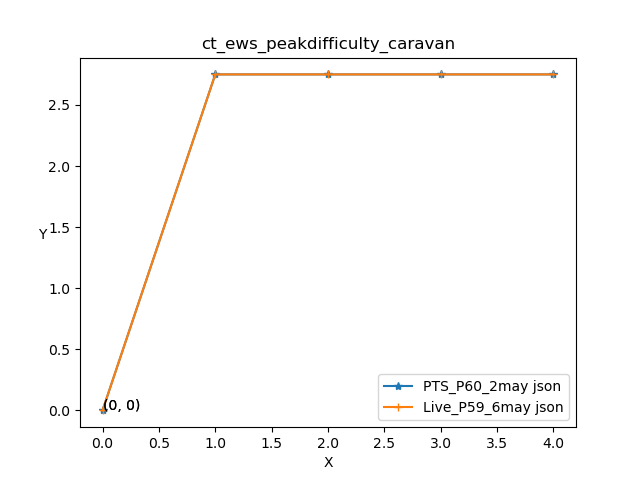 ct_ews_peakdifficulty_caravan
2.5
2.0
Y
1.5
1.0
0.5
0.0
(0, 0)
PTS_P60_2may json
Live_P59_6may json
0.0 0.5 1.0 1.5 2.0 2.5 3.0 3.5 4.0
X